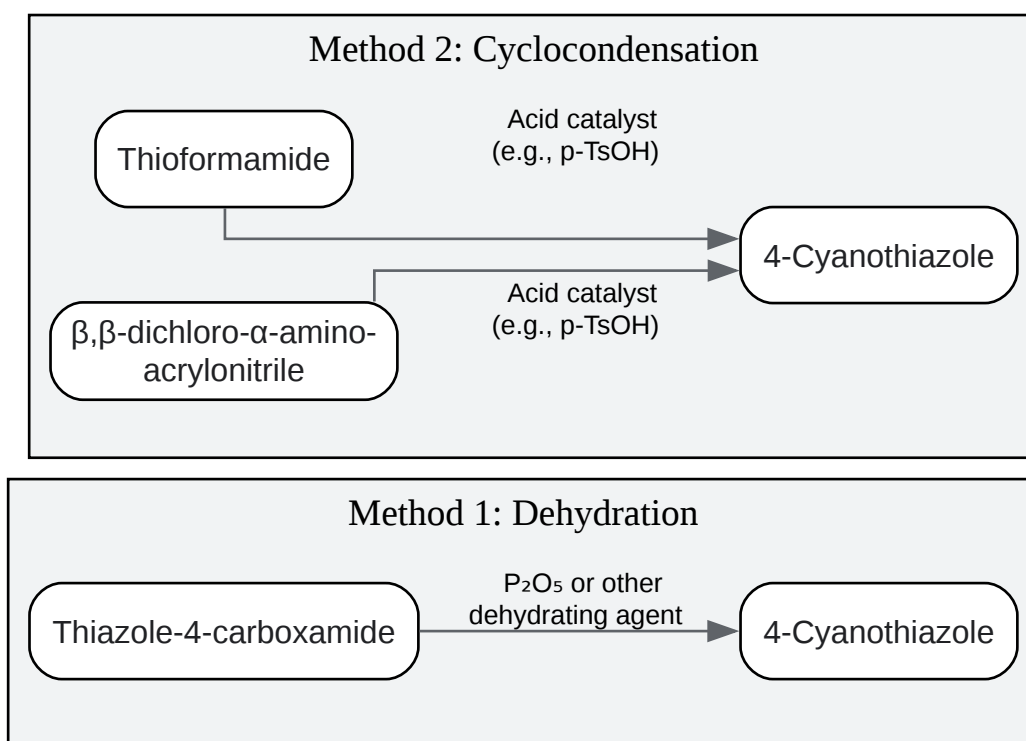 Method 2: Cyclocondensation
Acid catalyst
(e.g., p-TsOH)
Thioformamide
4-Cyanothiazole
Acid catalyst
(e.g., p-TsOH)
β,β-dichloro-α-amino-
acrylonitrile
Method 1: Dehydration
P₂O₅ or other
dehydrating agent
Thiazole-4-carboxamide
4-Cyanothiazole